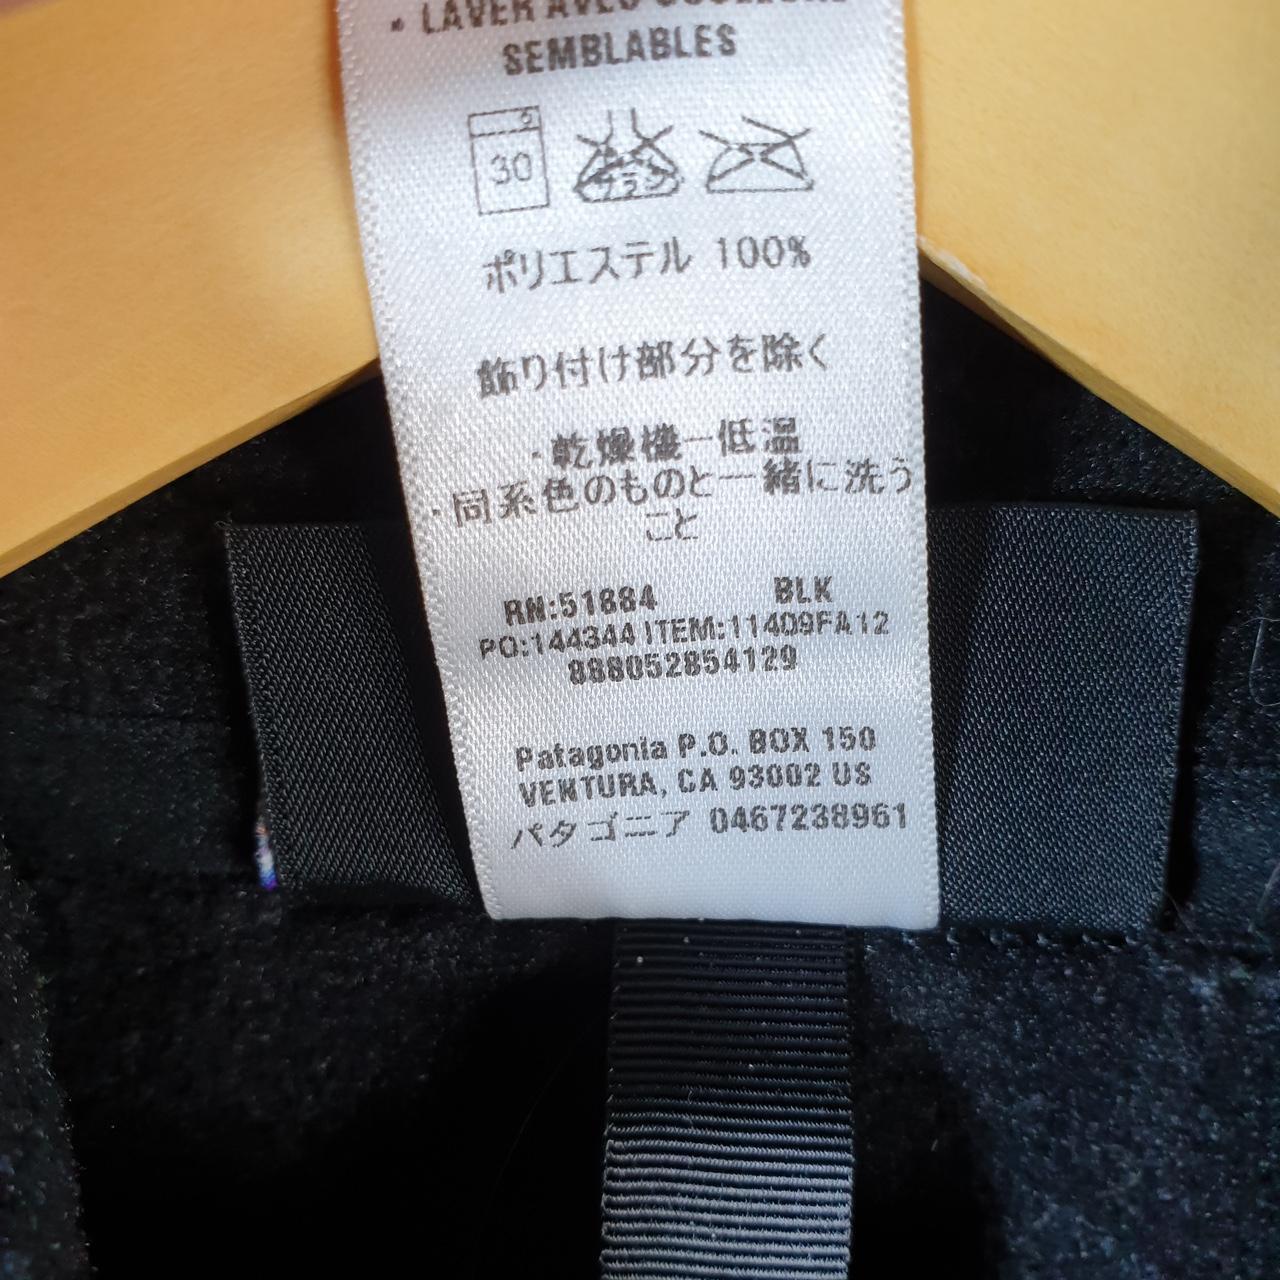 • LAVER AVEC COULEURS
SEMBLABLES
30
ポリエステル 100%
飾り付け部分を除く
・乾燥機ー低温
・同系色のものと一緒に洗う
こと
RN:51884 BLK
PO:144344 ITEM:11409FA12
888052854129
Patagonia P.O. BOX 150
VENTURA, CA 93002 US
パタゴニア 0467238961